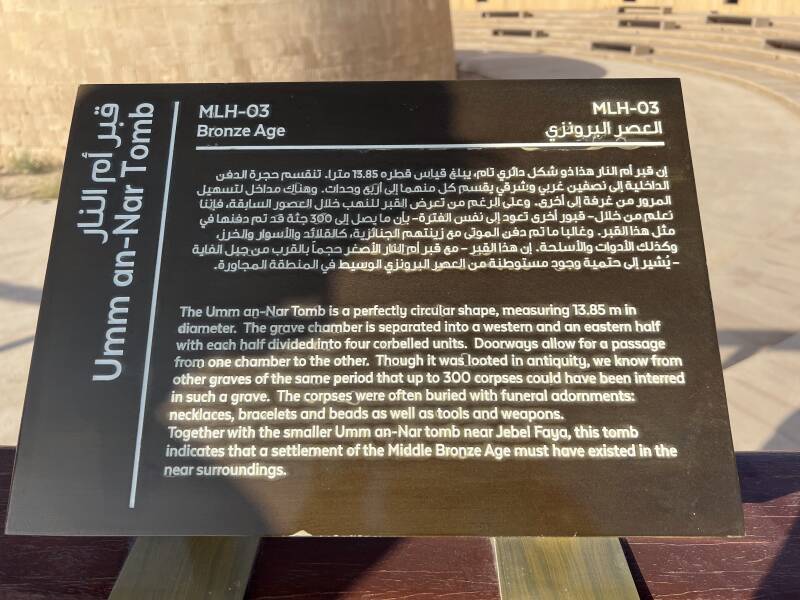 قبر أم النار
Umm an-Nar Tomb
MLH-03
Bronze Age
MLH-03
العصر البرونزي
إن قبر أم النار هذا ذو شكل دائري تام، يبلغ قياس قطره 13.85 مترا. تنقسم حجرة الدفن
الداخلية إلى نصفين غربي وشرقي يقسم كل منهما إلى أربع وحدات. وهناك مداخل لتسهيل
المرور من غرفة إلى أخرى. وعلى الرغم من تعرض القبر للنهب خلال العصور السابقة، فإننا
نعلم من خلال- قبور أخرى تعود إلى نفس الفترة- بأن ما يصل إلى 300 جثة قد تم دفنها في
مثل هذا القبر. وغالبا ما تم دفن الموتى مع زينتهم الجنائزية، كالقلائد والأسوار والخرز،
وكذلك الأدوات والأسلحة. إن هذا القبر - مع قبر أم النار الأصغر حجماً بالقرب من جبل الفاية
- يُشير إلى حتمية وجود مستوطنة من العصر البرونزي الوسيط في المنطقة المجاورة.
The Umm an-Nar Tomb is a perfectly circular shape, measuring 13.85 m in
diameter. The grave chamber is separated into a western and an eastern half
with each half divided into four corbelled units. Doorways allow for a passage
from one chamber to the other. Though it was looted in antiquity, we know from
other graves of the same period that up to 300 corpses could have been interred
in such a grave. The corpses were often buried with funeral adornments:
necklaces, bracelets and beads as well as tools and weapons.
Together with the smaller Umm an-Nar tomb near Jebel Faya, this tomb
indicates that a settlement of the Middle Bronze Age must have existed in the
near surroundings.